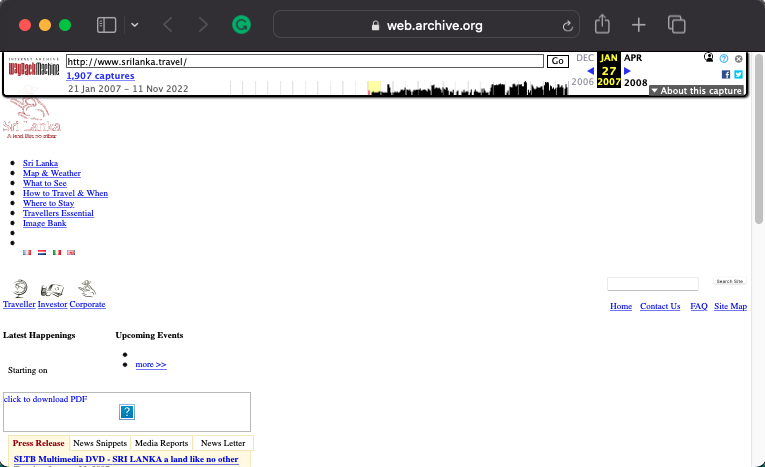 web.archive.org
INTERNET ARCHIVE
WayBackMachine
http://www.srilanka.travel/
Go
DEC JAN APR
1,907 captures
27
21 Jan 2007 – 11 Nov 2022
2006 2007 2008
About this capture
Sri Lanka
A land like no other
Sri Lanka
Map & Weather
What to See
How to Travel & When
Where to Stay
Travellers Essential
Image Bank
Search Site
Traveller Investor Corporate
Home Contact Us FAQ Site Map
Latest Happenings Upcoming Events
more >>
Starting on
click to download PDF
?
Press Release News Snippets Media Reports News Letter
SLTB Multimedia DVD - SRI LANKA a land like no other